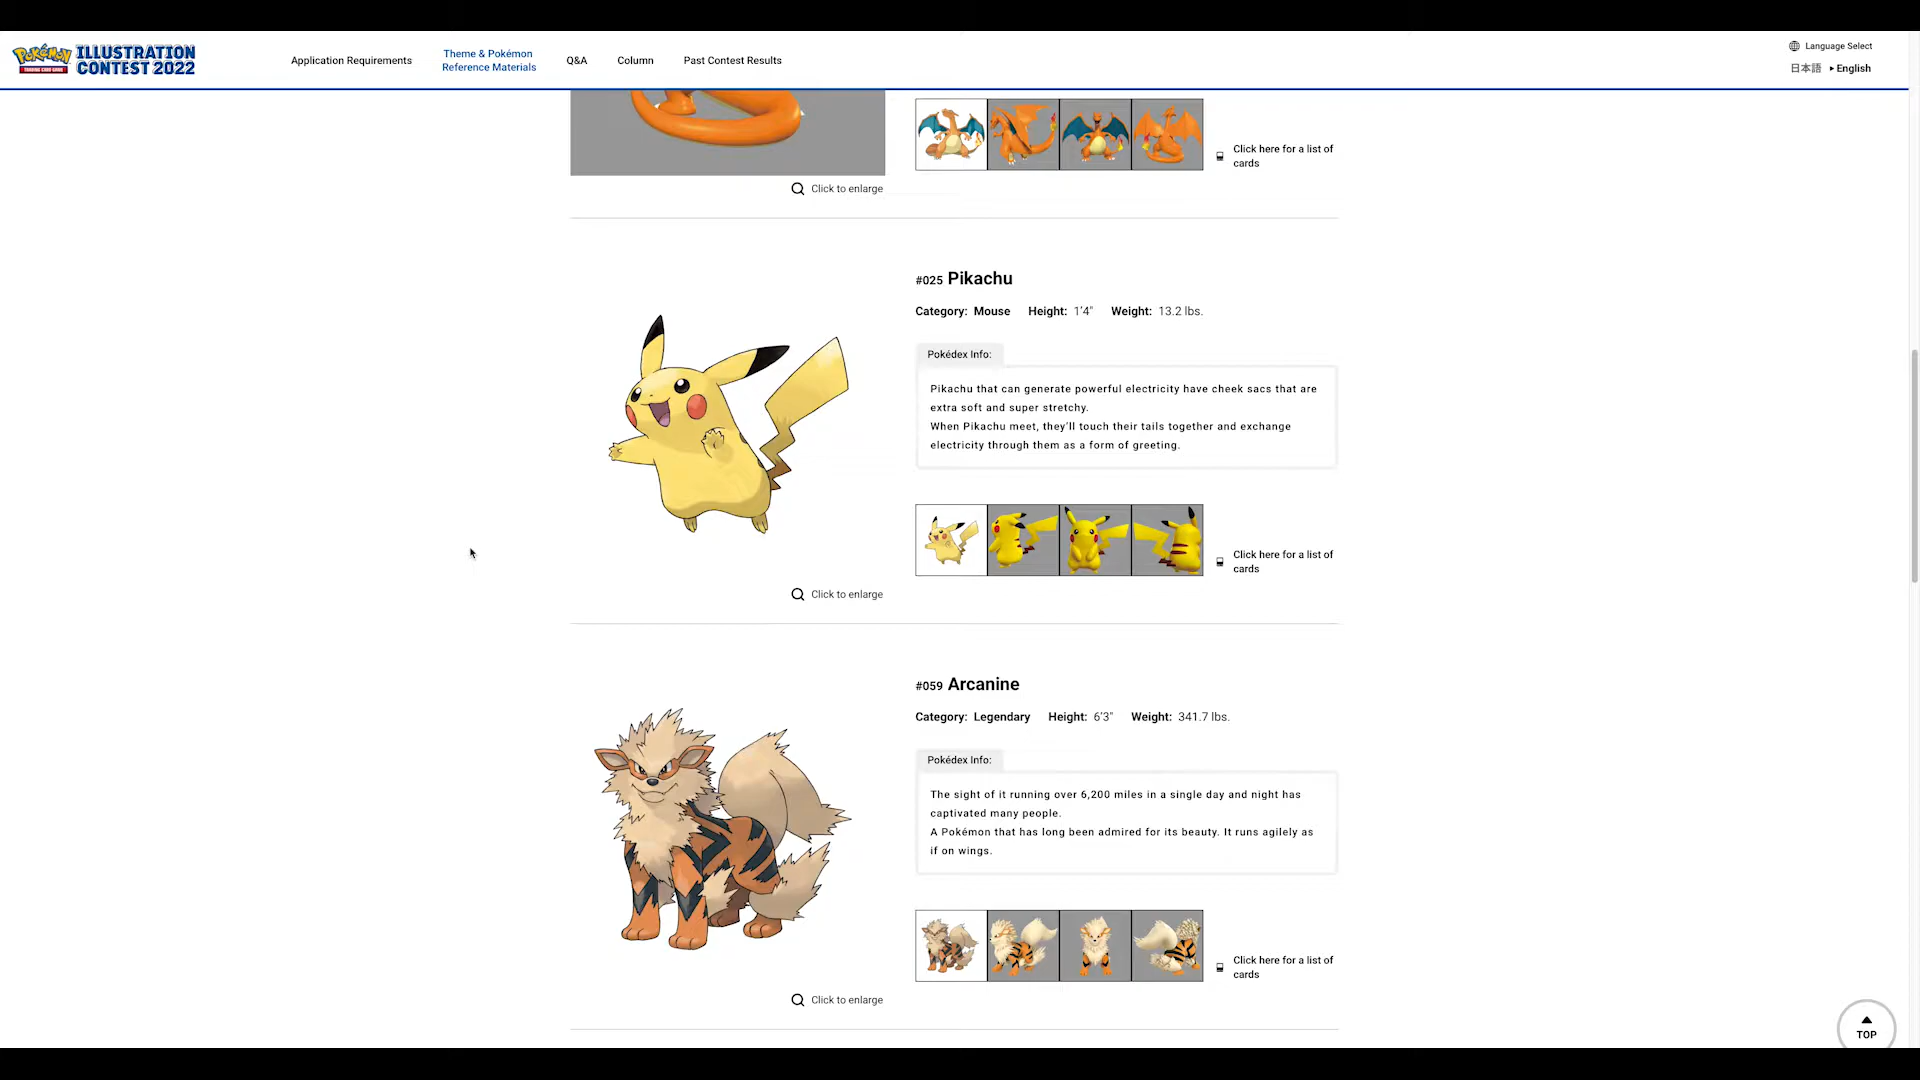 Pokémon
TRADING CARD GAME
ILLUSTRATION
CONTEST 2022
Application Requirements
Theme & Pokémon
Reference Materials
Q&A
Column
Past Contest Results
Language Select
日本語 ▸ English
Click here for a list of
cards
Click to enlarge
#025 Pikachu
Category: Mouse Height: 1’4" Weight: 13.2 lbs.
Pokédex Info:
Pikachu that can generate powerful electricity have cheek sacs that are
extra soft and super stretchy.
When Pikachu meet, they’ll touch their tails together and exchange
electricity through them as a form of greeting.
Click here for a list of
cards
Click to enlarge
#059 Arcanine
Category: Legendary Height: 6’3" Weight: 341.7 lbs.
Pokédex Info:
The sight of it running over 6,200 miles in a single day and night has
captivated many people.
A Pokémon that has long been admired for its beauty. It runs agilely as
if on wings.
Click here for a list of
cards
Click to enlarge
TOP